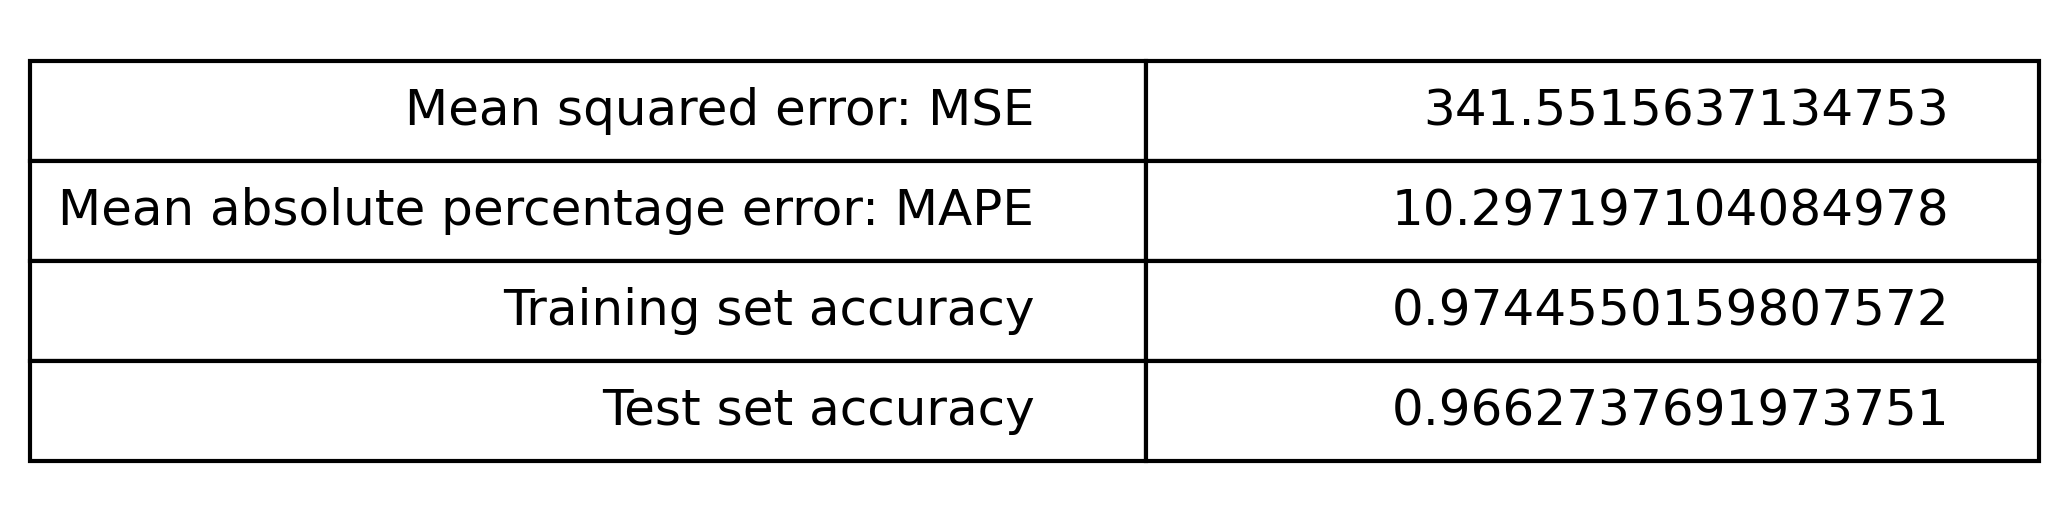 Mean squared error: MSE 341.5515637134753
Mean absolute percentage error: MAPE 10.297197104084978
Training set accuracy 0.9744550159807572
Test set accuracy 0.9662737691973751